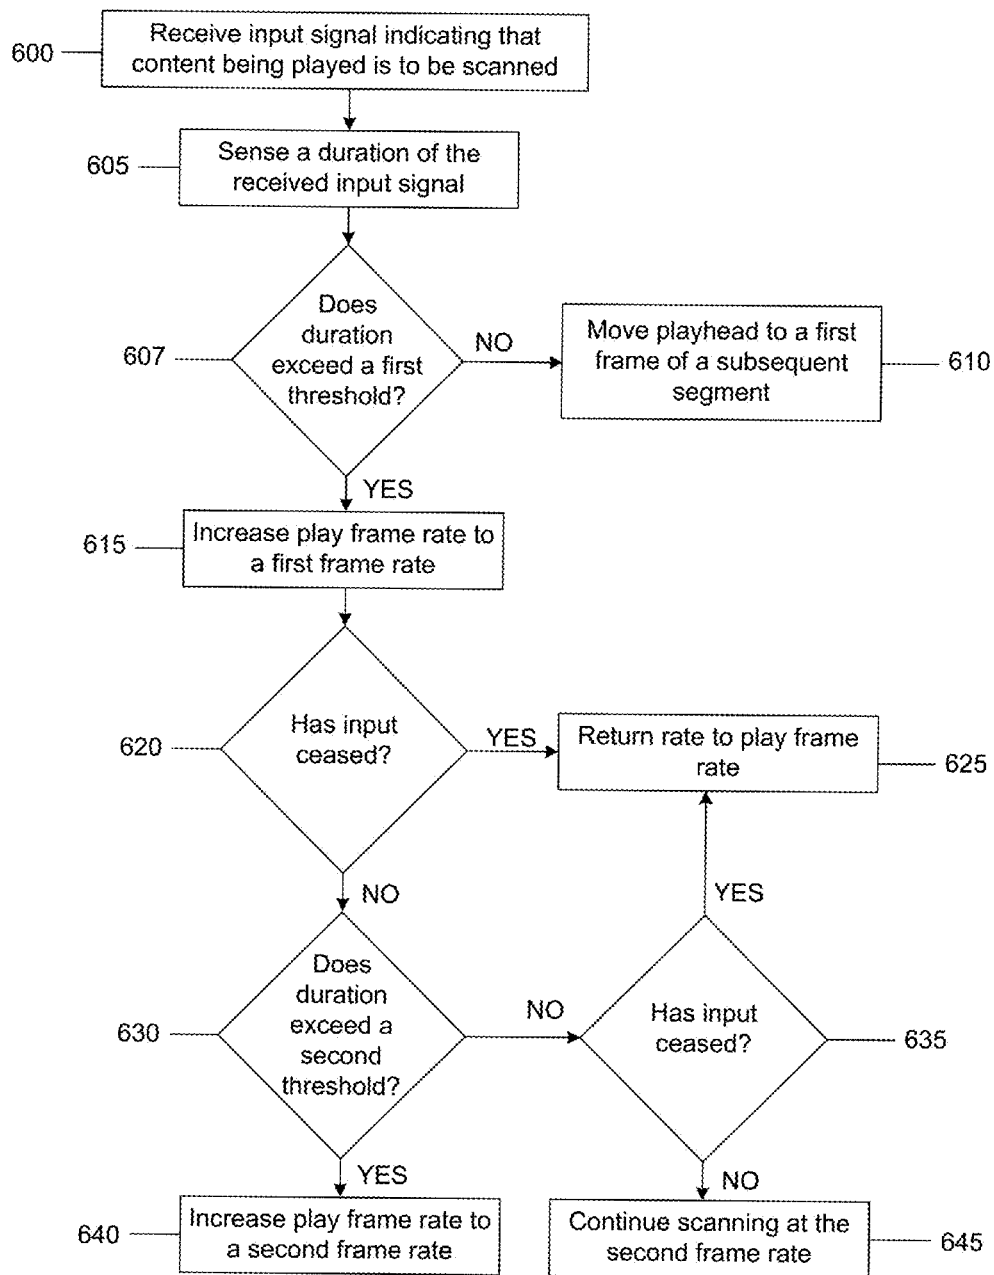 600
Receive input signal indicating that
content being played is to be scanned
605
Sense a duration of the
received input signal
607
Does
duration
exceed a first
threshold?
NO
Move playhead to a first
frame of a subsequent
segment
610
YES
615
Increase play frame rate to
a first frame rate
620
Has input
ceased?
YES
Return rate to play frame
rate
625
NO
YES
630
Does
duration
exceed a
second
threshold?
NO
Has input
ceased?
635
YES
NO
640
Increase play frame rate to
a second frame rate
Continue scanning at the
second frame rate
645